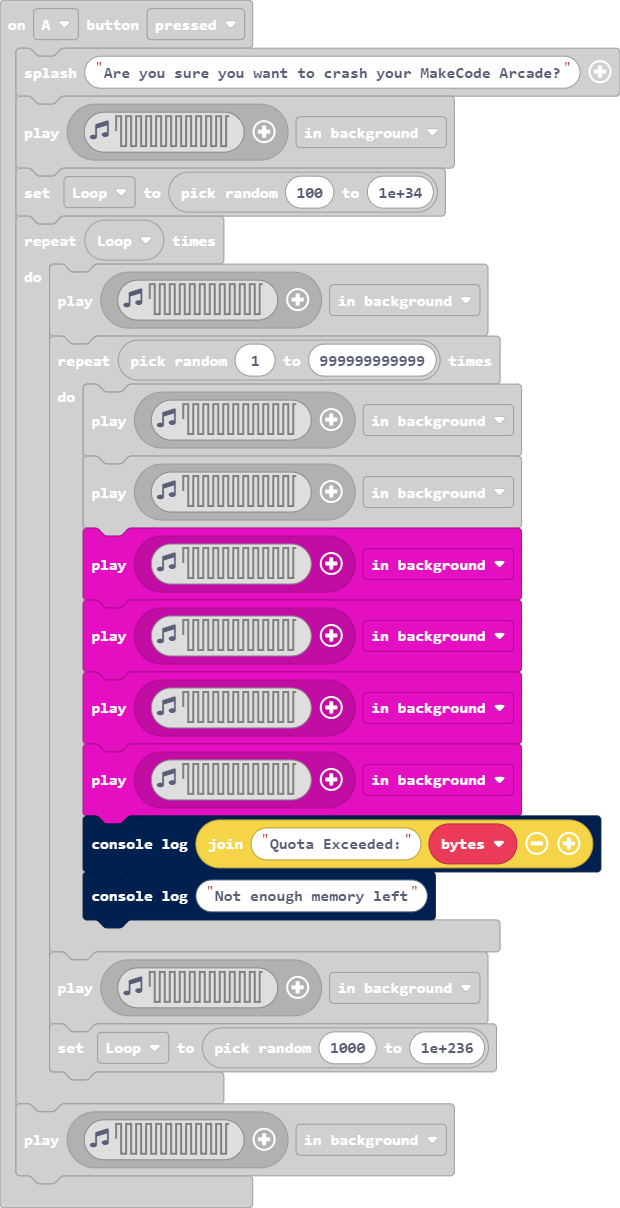 on A button pressed
splash "Are you sure you want to crash your MakeCode Arcade?"
play in background
set Loop to pick random 100 to 1e+34
repeat Loop times
do
play in background
repeat pick random 1 to 999999999999 times
do
play in background
play in background
play in background
play in background
play in background
play in background
console log join "Quota Exceeded:" bytes
console log "Not enough memory left"
play in background
set Loop to pick random 1000 to 1e+236
play in background